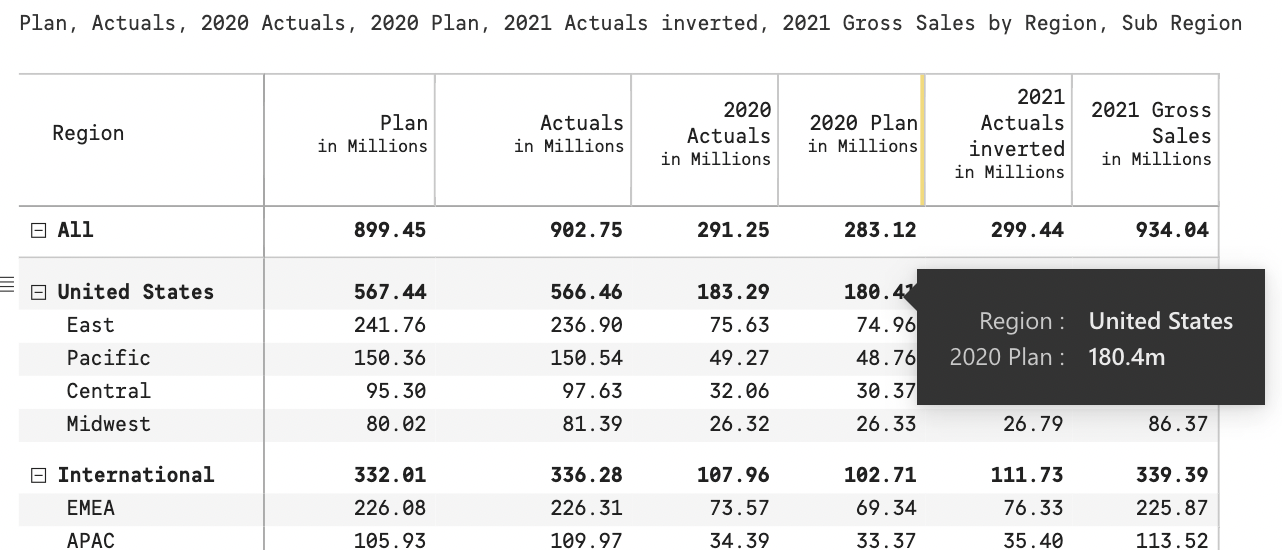 Plan, Actuals, 2020 Actuals, 2020 Plan, 2021 Actuals inverted, 2021 Gross Sales by Region, Sub Region
Region Plan in Millions Actuals in Millions 2020 Actuals in Millions 2020 Plan in Millions 2021 Actuals inverted in Millions 2021 Gross Sales in Millions
All 899.45 902.75 291.25 283.12 299.44 934.04
United States 567.44 566.46 183.29 180.41
East 241.76 236.90 75.63 74.96
Pacific 150.36 150.54 49.27 48.76
Central 95.30 97.63 32.06 30.37
Midwest 80.02 81.39 26.32 26.33 26.79 86.37
International 332.01 336.28 107.96 102.71 111.73 339.39
EMEA 226.08 226.31 73.57 69.34 76.33 225.87
APAC 105.93 109.97 34.39 33.37 35.40 113.52
Region : United States
2020 Plan : 180.4m